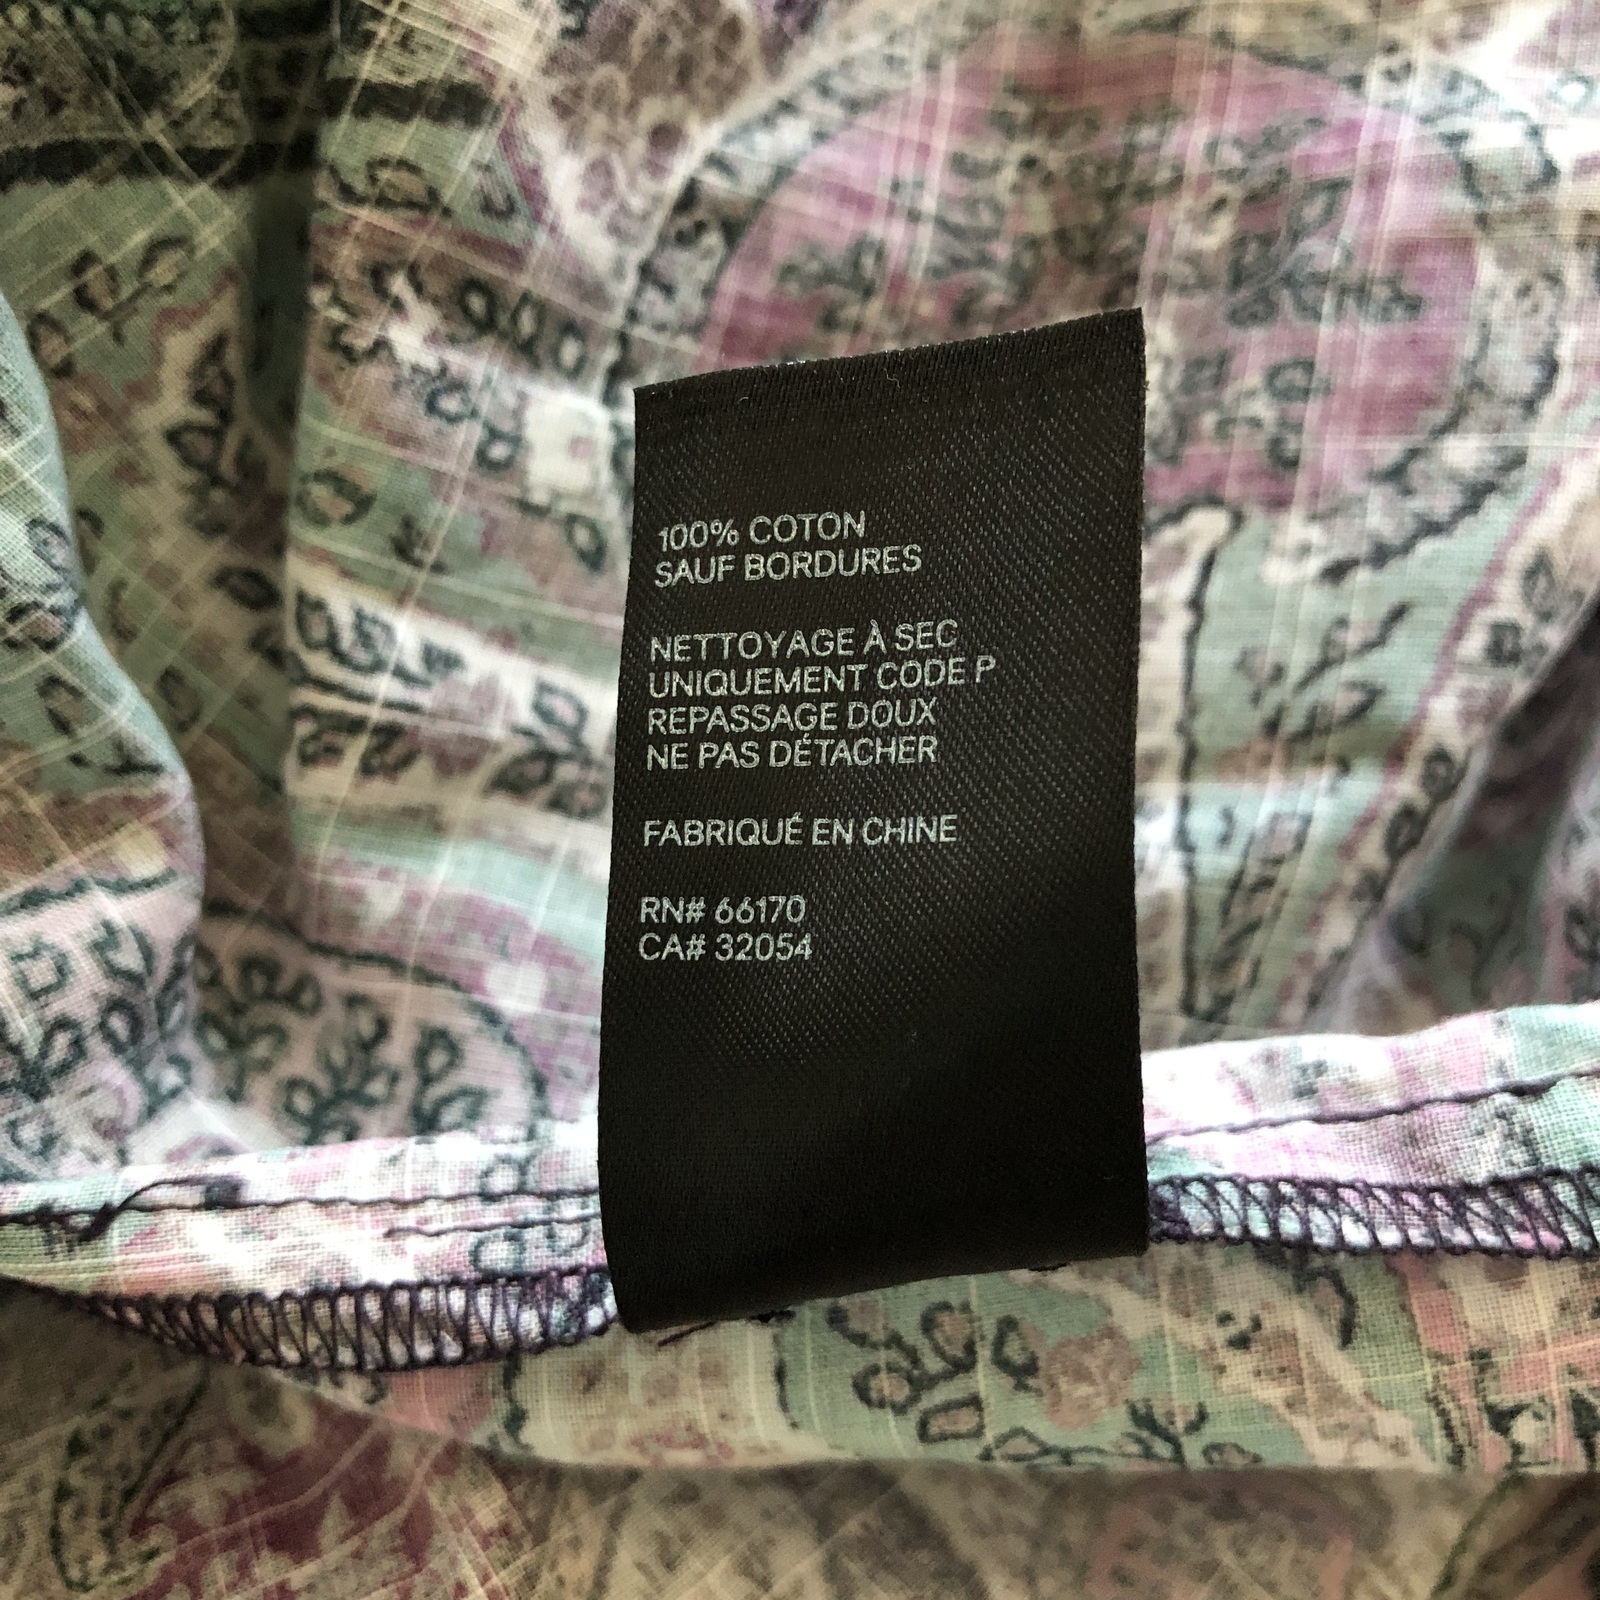 100% COTON
SAUF BORDURES
NETTOYAGE À SEC
UNIQUEMENT CODE P
REPASSAGE DOUX
NE PAS DÉTACHER
FABRIQUÉ EN CHINE
RN# 66170
CA# 32054